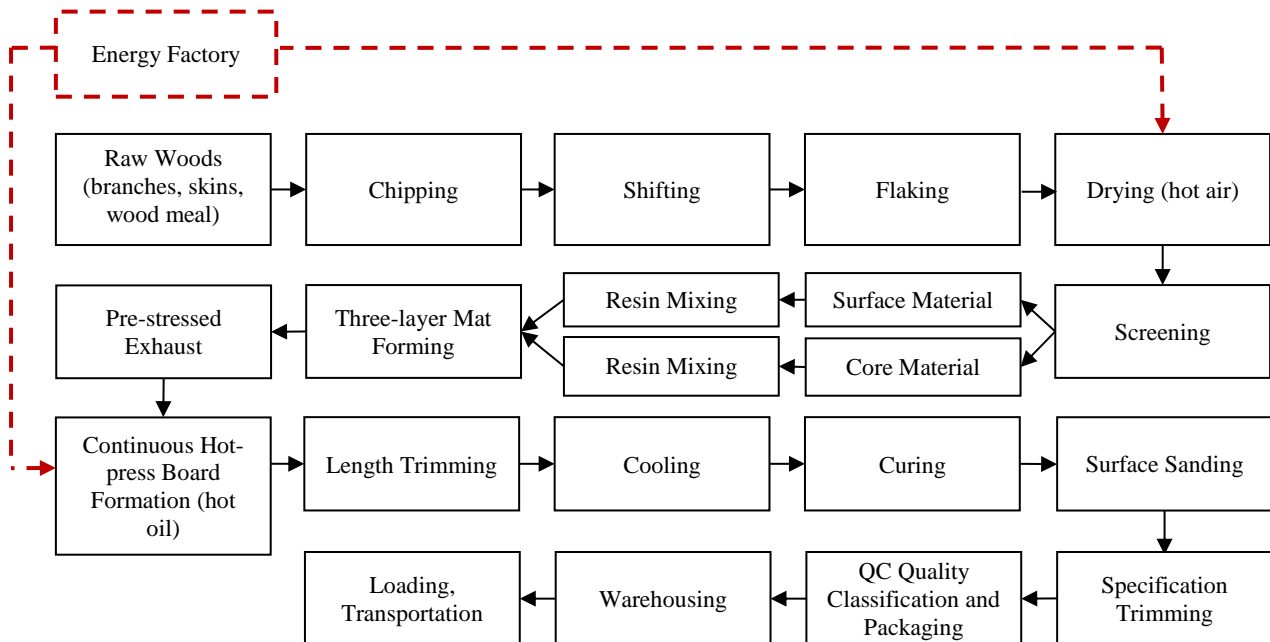 Energy Factory
Raw Woods
(branches, skins,
wood meal)
Chipping
Shifting
Flaking
Drying (hot air)
Pre-stressed
Exhaust
Three-layer Mat
Forming
Resin Mixing
Surface Material
Resin Mixing
Core Material
Screening
Continuous Hot-
press Board
Formation (hot
oil)
Length Trimming
Cooling
Curing
Surface Sanding
Loading,
Transportation
Warehousing
QC Quality
Classification and
Packaging
Specification
Trimming